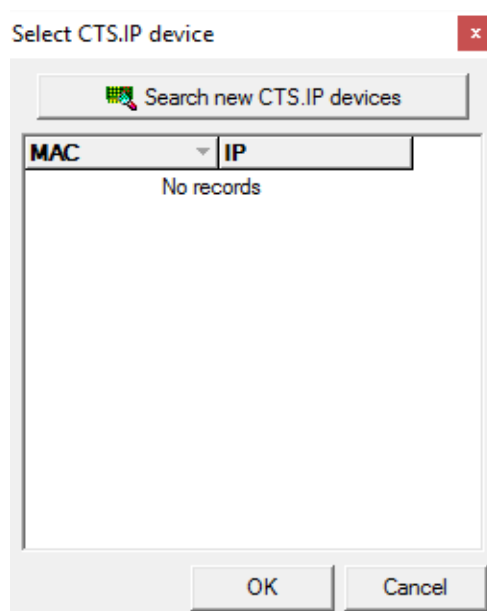 Select CTS.IP device
x
Search new CTS.IP devices
MAC IP
No records
OK Cancel